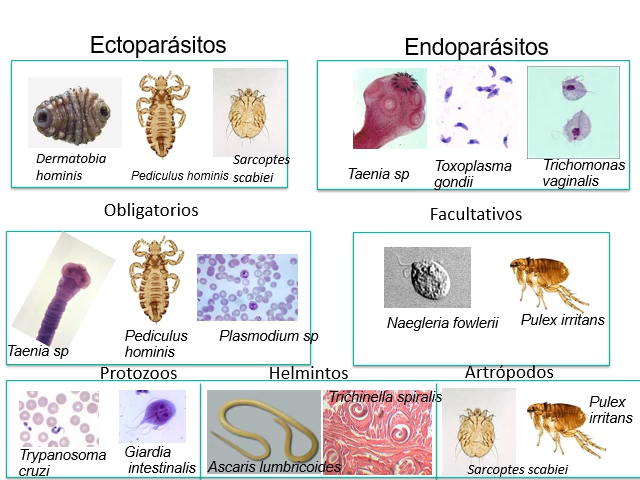 Ectoparásitos
Endoparásitos
Dermatobia
hominis
Pediculus hominis
Sarcoptes
scabiei
Taenia sp
Toxoplasma
gondii
Trichomonas
vaginalis
Obligatorios
Facultativos
Taenia sp
Pediculus
hominis
Plasmodium sp
Naegleria fowlerii
Pulex irritans
Protozoos
Helmintos
Artrópodos
Trypanosoma
cruzi
Giardia
intestinalis
Ascaris lumbricoides
Trichinella spiralis
Sarcoptes scabiei
Pulex
irritans